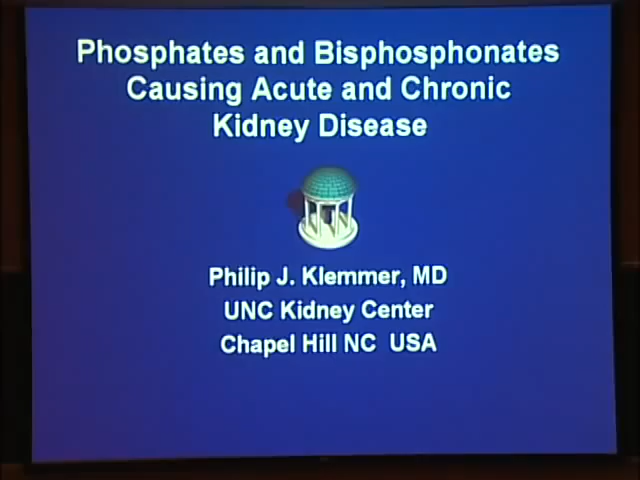 Phosphates and Bisphosphonates
Causing Acute and Chronic
Kidney Disease
Philip J. Klemmer, MD
UNC Kidney Center
Chapel Hill NC USA